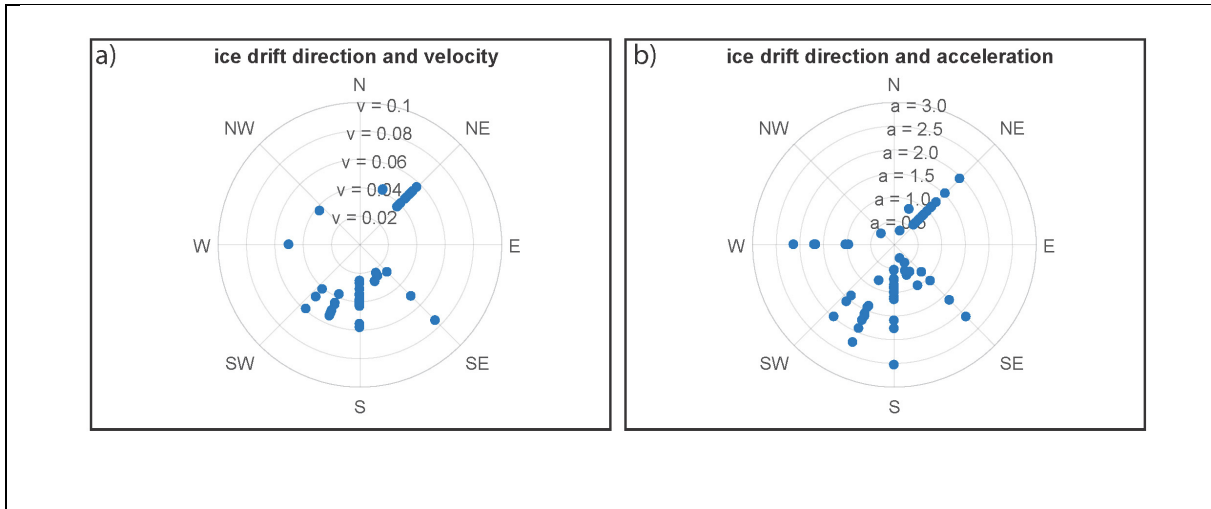 a)
ice drift direction and velocity
N
v = 0.1
NW
NE
v = 0.08
v = 0.06
v = 0.04
v = 0.02
W
E
SW
SE
S
b)
ice drift direction and acceleration
N
a = 3.0
NW
NE
a = 2.5
a = 2.0
a = 1.5
a = 1.0
a = 0.5
W
E
SW
SE
S